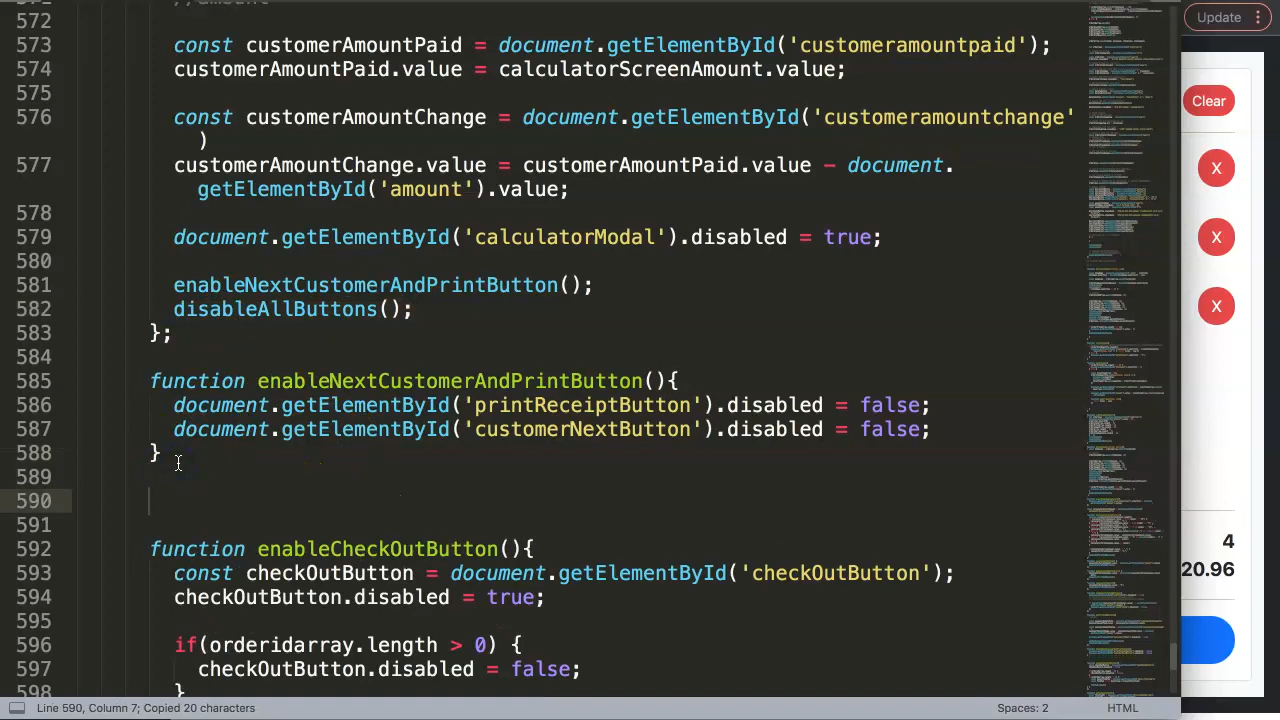 572
573 const customerAmountPaid = document.getElementById('customeramountpaid');
574 customerAmountPaid.value = calculatorScreenAmount.value;
575
576 const customerAmountChange = document.getElementById('customeramountchange'
)
577 customerAmountChange.value = customerAmountPaid.value - document.
getElementById('amount').value;
578
579 document.getElementById('calculatorModal').disabled = true;
580
581 enableNextCustomerAndPrintButton();
582 disableAllButtons();
583 };
584
585 function enableNextCustomerAndPrintButton(){
586 document.getElementById('printReceiptButton').disabled = false;
587 document.getElementById('customerNextButton').disabled = false;
588 }
589
590
591
592 function enableCheckOutButton(){
593 const checkOutButton = document.getElementById('checkOutButton');
594 checkOutButton.disabled = true;
595
596 if(prodidarray.length > 0) {
597 checkOutButton.disabled = false;
598 }
Line 590, Column 7; Copied 20 characters
Spaces: 2
HTML
Update
Clear
X
X
X
4
20.96